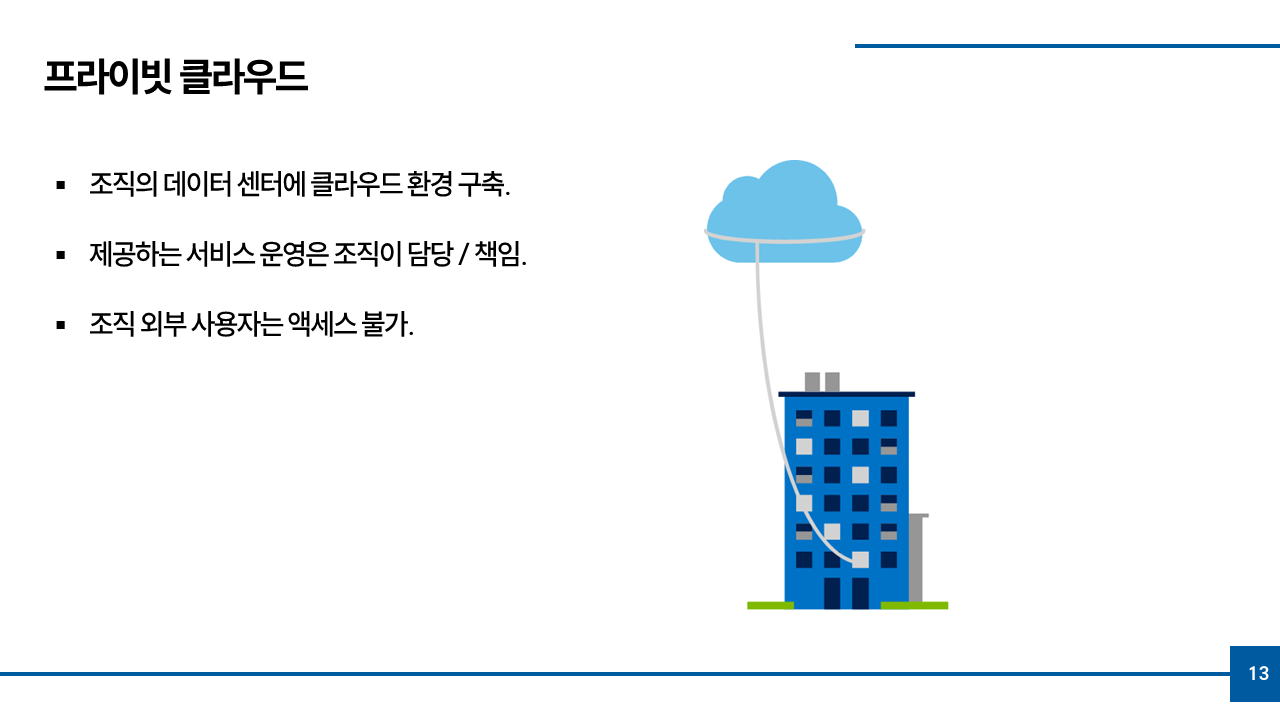 프라이빗 클라우드
▪ 조직의 데이터 센터에 클라우드 환경 구축.
▪ 제공하는 서비스 운영은 조직이 담당 / 책임.
▪ 조직 외부 사용자는 액세스 불가.
13